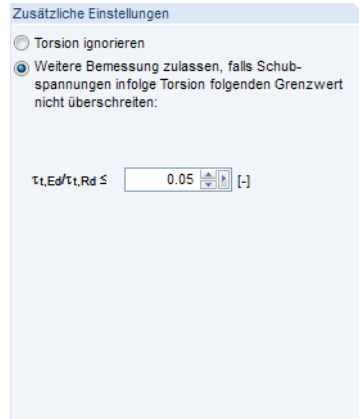 Zusätzliche Einstellungen
Torsion ignorieren
Weitere Bemessung zulassen, falls Schub-
spannungen infolge Torsion folgenden Grenzwert
nicht überschreiten:
τt,Ed/τt,Rd ≤ 0.05 [-]